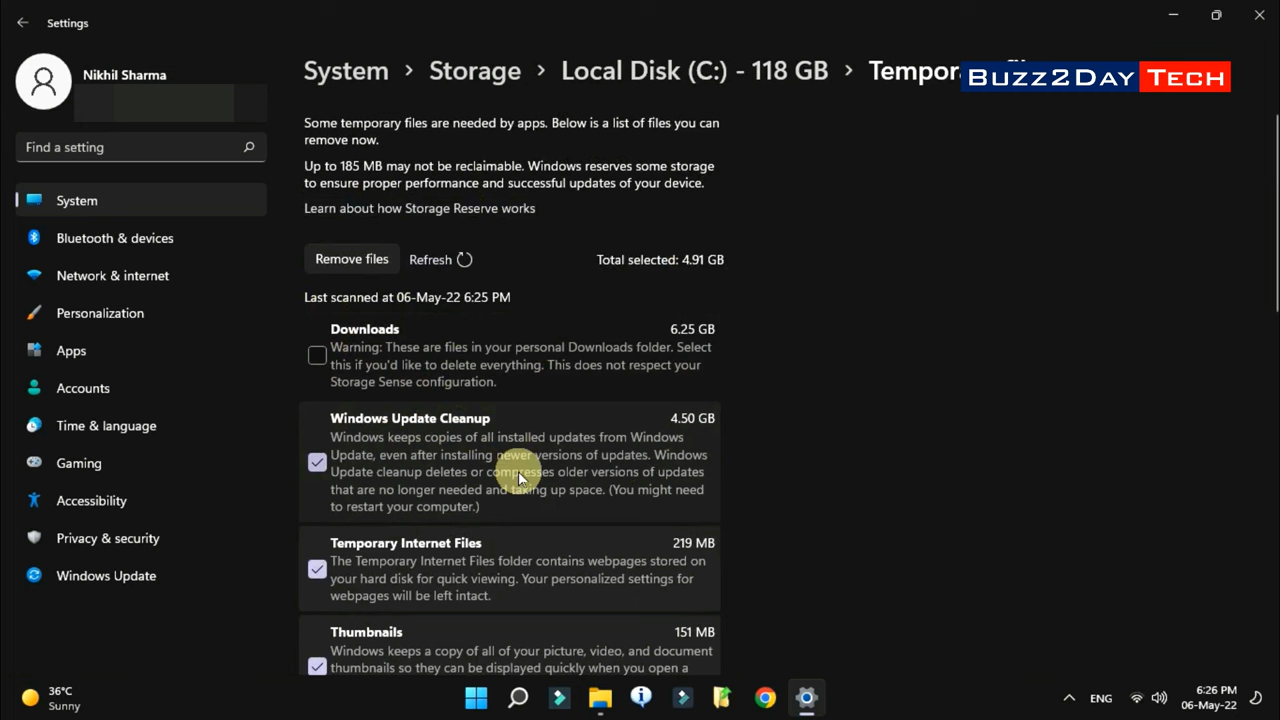 Settings
Nikhil Sharma
Find a setting
System
Bluetooth & devices
Network & internet
Personalization
Apps
Accounts
Time & language
Gaming
Accessibility
Privacy & security
Windows Update
System > Storage > Local Disk (C:) - 118 GB >
BUZZ2DAY TECH
Some temporary files are needed by apps. Below is a list of files you can
remove now.
Up to 185 MB may not be reclaimable. Windows reserves some storage
to ensure proper performance and successful updates of your device.
Learn about how Storage Reserve works
Remove files Refresh Total selected: 4.91 GB
Last scanned at 06-May-22 6:25 PM
Downloads 6.25 GB
Warning: These are files in your personal Downloads folder. Select
this if you'd like to delete everything. This does not respect your
Storage Sense configuration.
Windows Update Cleanup 4.50 GB
Windows keeps copies of all installed updates from Windows
Update, even after installing newer versions of updates. Windows
Update cleanup deletes or compresses older versions of updates
that are no longer needed and taking up space. (You might need
to restart your computer.)
Temporary Internet Files 219 MB
The Temporary Internet Files folder contains webpages stored on
your hard disk for quick viewing. Your personalized settings for
webpages will be left intact.
Thumbnails 151 MB
Windows keeps a copy of all of your picture, video, and document
thumbnails so they can be displayed quickly when you open a
36°C
Sunny
ENG
6:26 PM
06-May-22